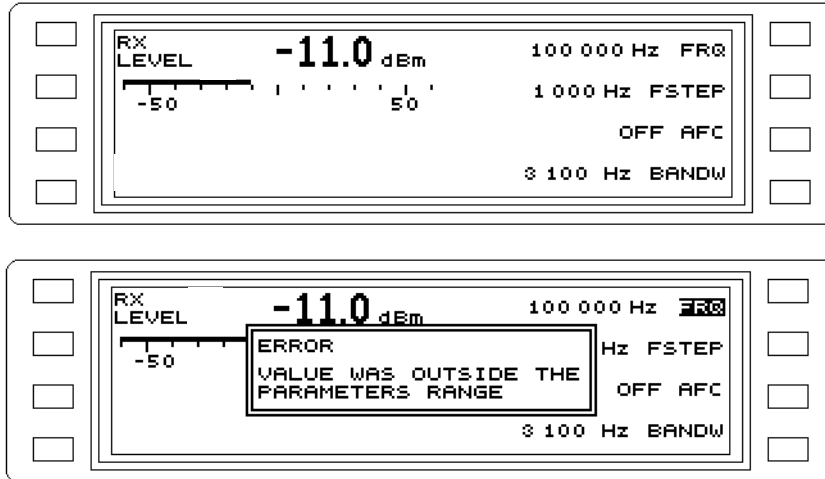 RX
LEVEL
-11.0 dBm
100 000 Hz FRQ
-50 50
1 000 Hz FSTEP
OFF AFC
3 100 Hz BANDW
RX
LEVEL
-11.0 dBm
100 000 Hz FRQ
-50
ERROR
VALUE WAS OUTSIDE THE
PARAMETERS RANGE
Hz FSTEP
OFF AFC
3 100 Hz BANDW